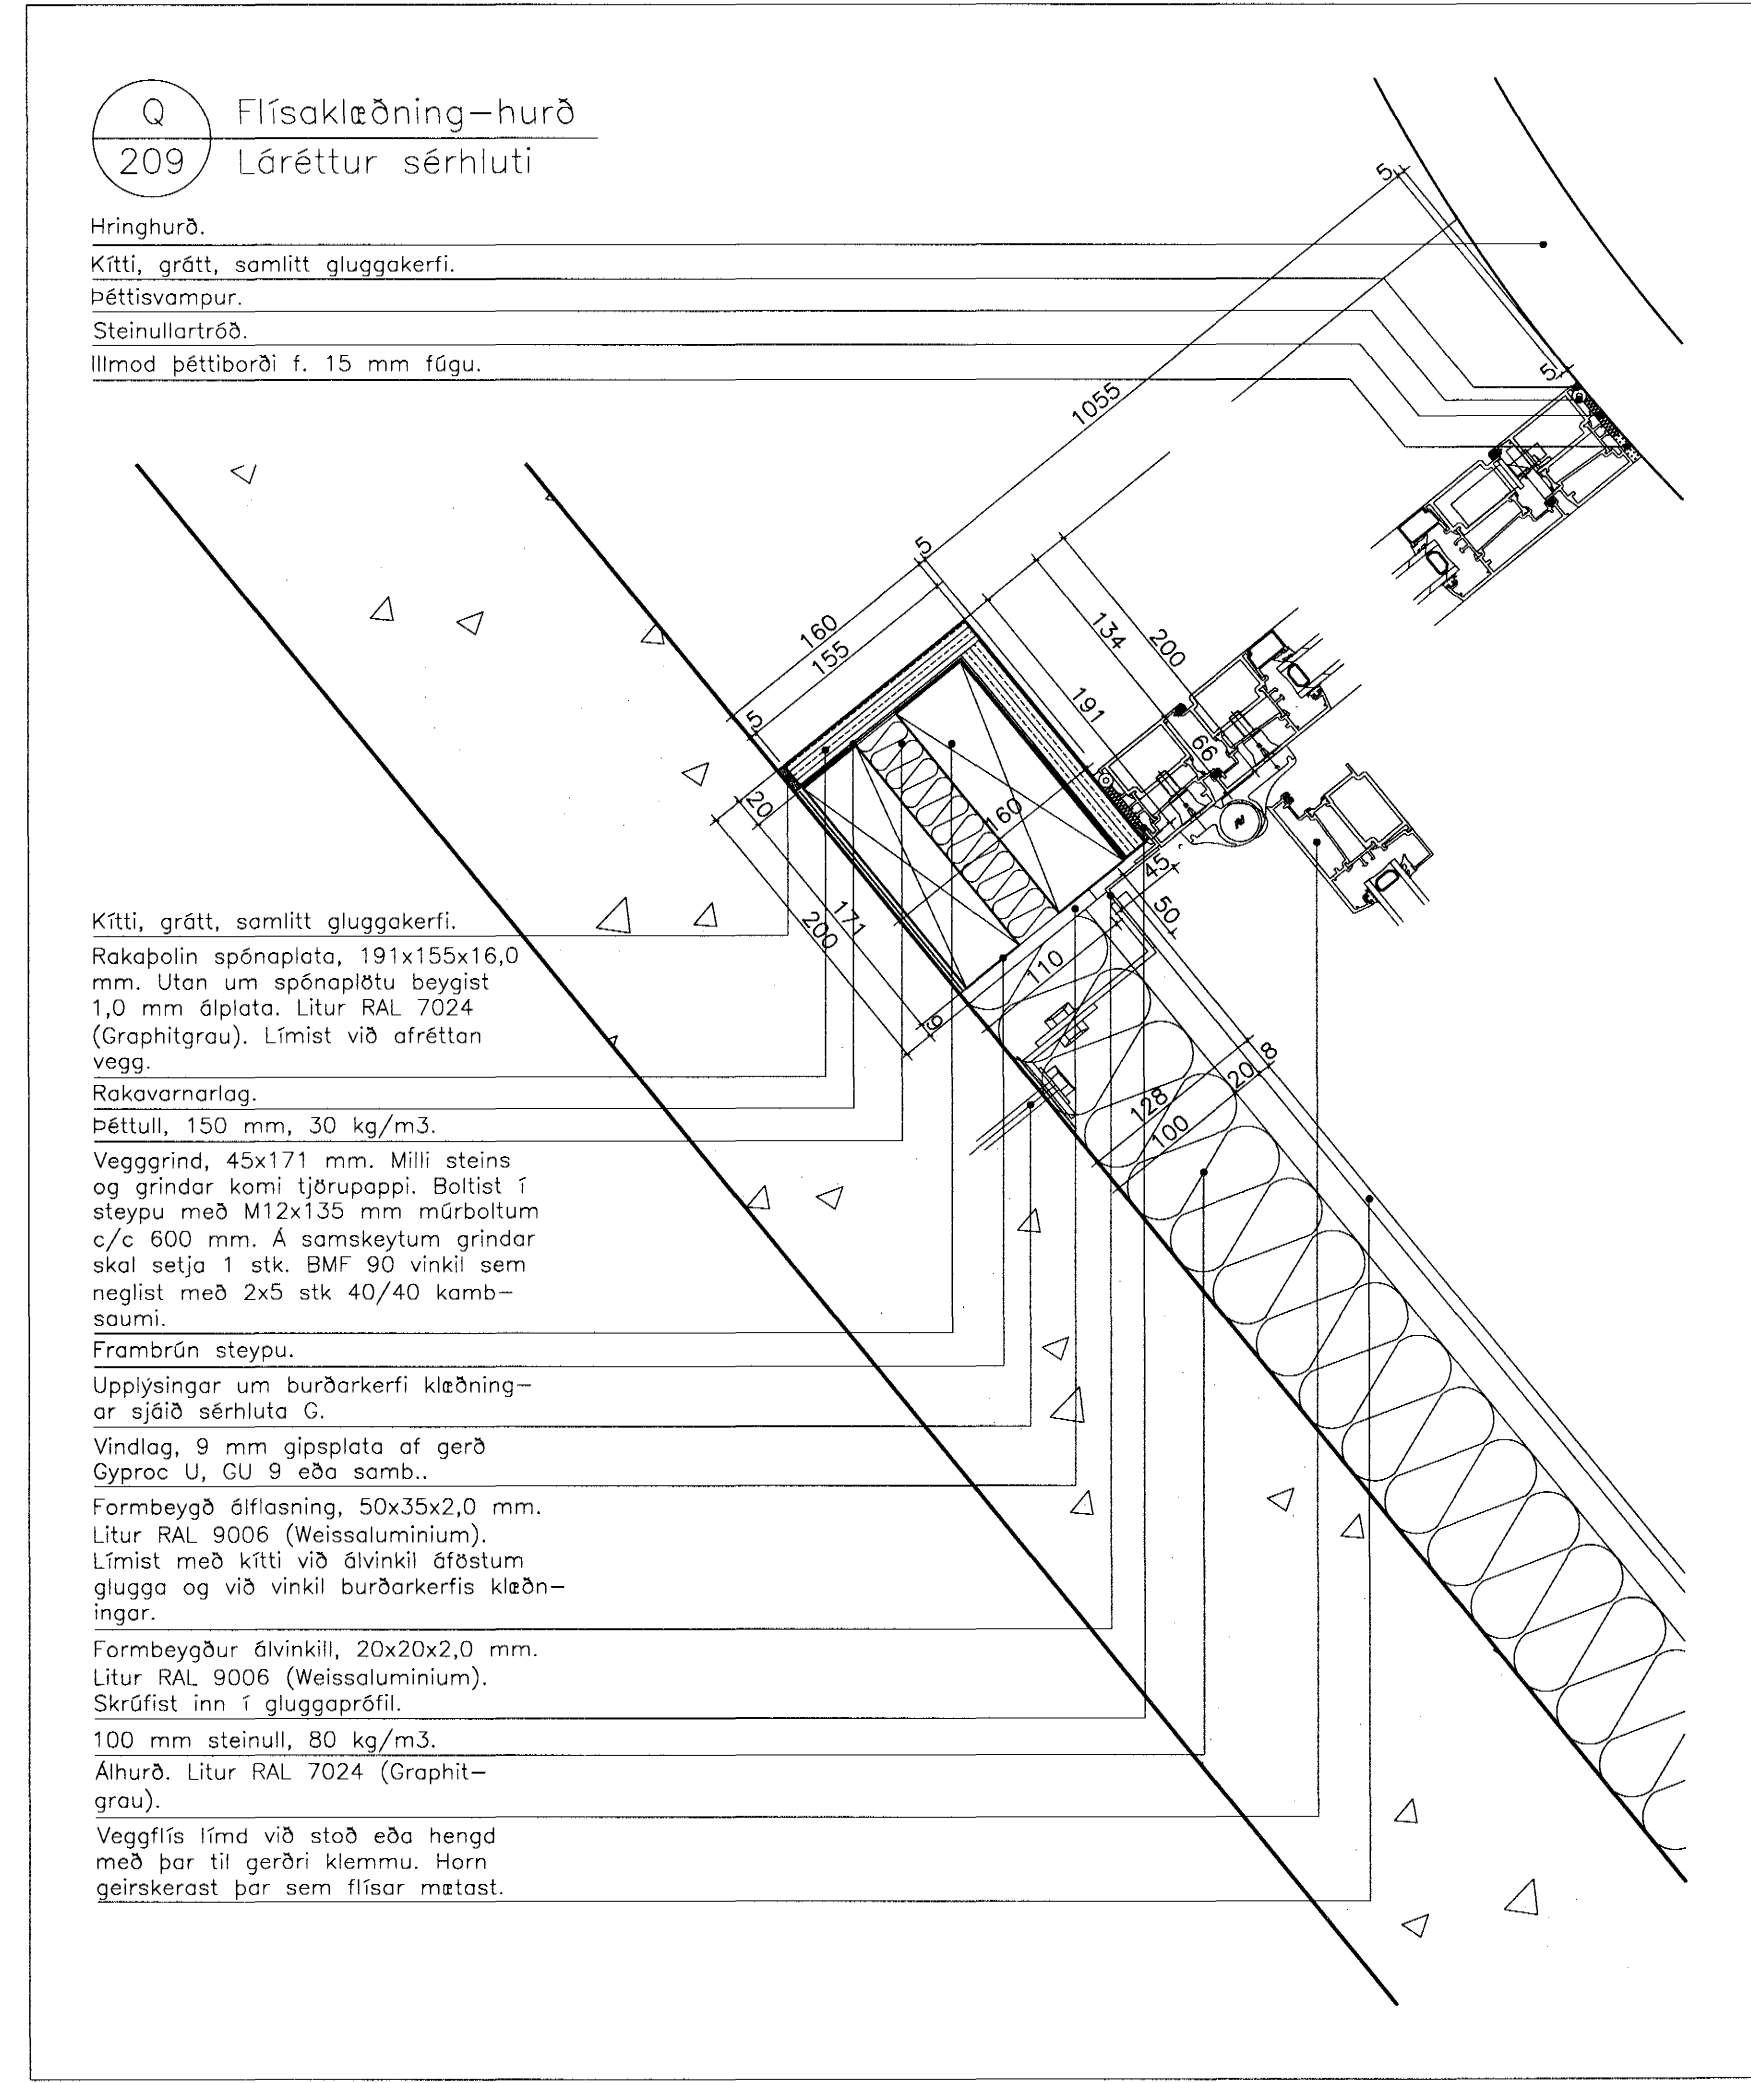 Q
209
Flísaklæðning-hurð
Láréttur sérhluti
Hringhurð.
Kítti, grátt, samlitt gluggakerfi.
Þéttisvampur.
Steinullartróð.
Illmod þéttiborði f. 15 mm fúgu.
5
5
1055
5
160
155
5
134
200
191
66
160
20
171
200
9
45
50
110
8
20
128
100
Kítti, grátt, samlitt gluggakerfi.
Rakaþolin spónaplata, 191x155x16,0
mm. Utan um spónaplötu beygist
1,0 mm álplata. Litur RAL 7024
(Graphitgrau). Límist við afréttan
vegg.
Rakavarnarlag.
Þéttull, 150 mm, 30 kg/m3.
Vegggrind, 45x171 mm. Milli steins
og grindar komi tjörupappi. Boltist í
steypu með M12x135 mm múrboltum
c/c 600 mm. Á samskeytum grindar
skal setja 1 stk. BMF 90 vinkil sem
neglist með 2x5 stk 40/40 kamb-
saumi.
Frambrún steypu.
Upplýsingar um burðarkerfi klæðning-
ar sjáið sérhluta G.
Vindlag, 9 mm gipsplata af gerð
Gyproc U, GU 9 eða samb..
Formbeygð álflasning, 50x35x2,0 mm.
Litur RAL 9006 (Weissaluminium).
Límist með kítti við álvinkil áföstum
glugga og við vinkil burðarkerfis klæðn-
ingar.
Formbeygður álvinkill, 20x20x2,0 mm.
Litur RAL 9006 (Weissaluminium).
Skrúfist inn í gluggaprófíl.
100 mm steinull, 80 kg/m3.
Álhurð. Litur RAL 7024 (Graphit-
grau).
Veggflís límd við stoð eða hengd
með þar til gerðri klemmu. Horn
geirskerast þar sem flísar mætast.